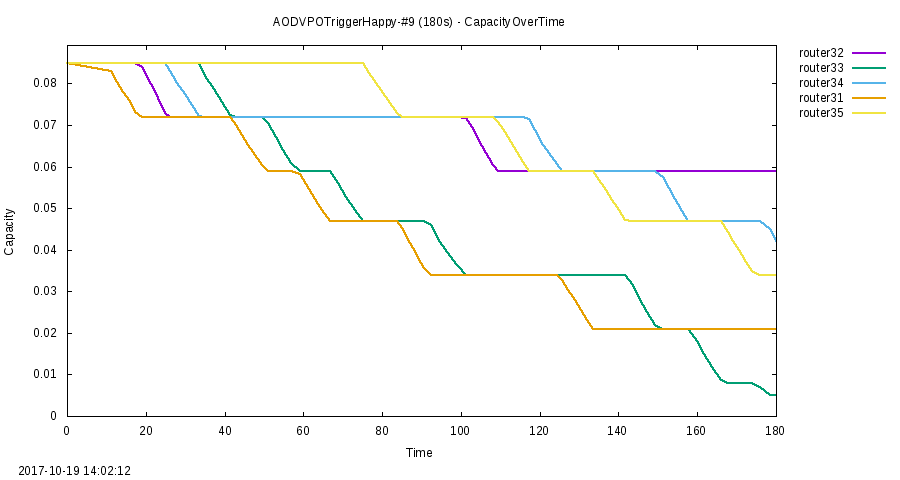 AODVPOTriggerHappy-#9 (180s) - CapacityOverTime
router32
router33
router34
router31
router35
0.08
0.07
0.06
0.05
0.04
0.03
0.02
0.01
0
Capacity
0 20 40 60 80 100 120 140 160 180
Time
2017-10-19 14:02:12